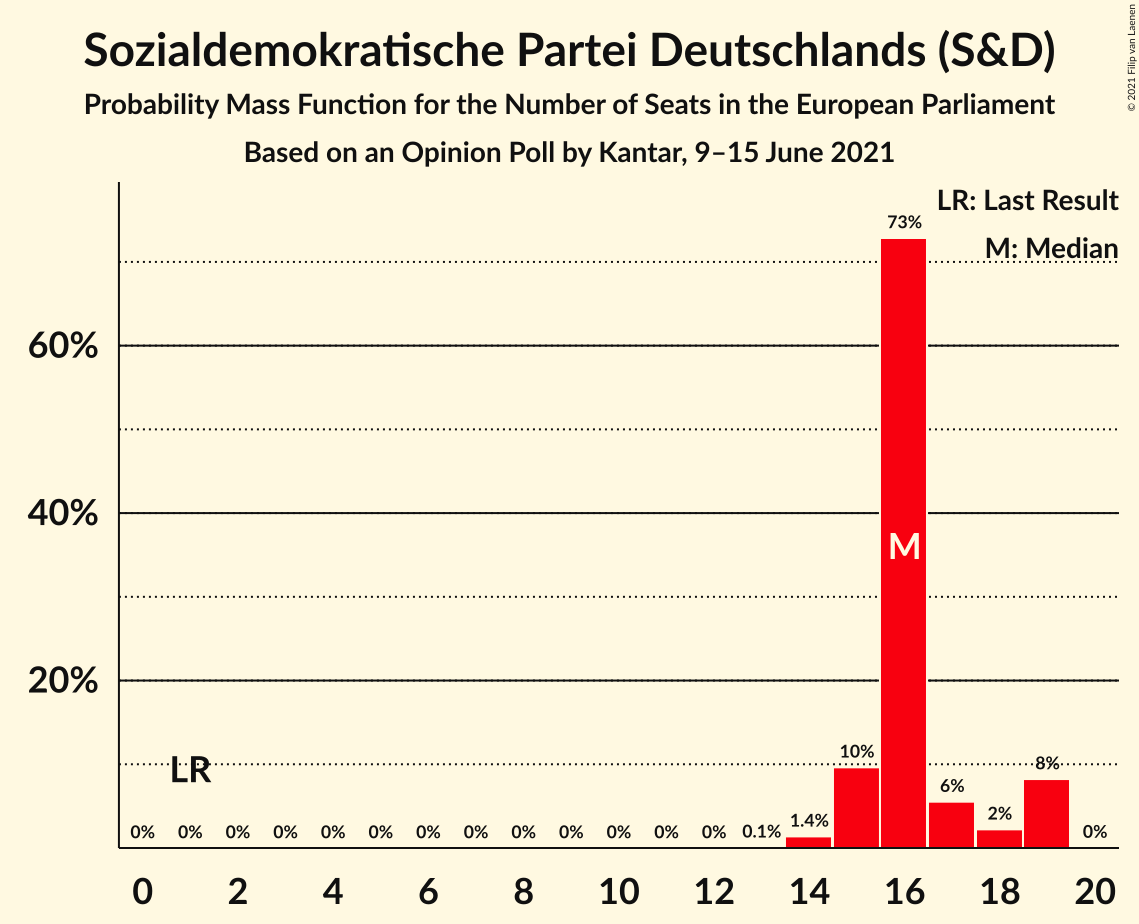 Sozialdemokratische Partei Deutschlands (S&D)
Probability Mass Function for the Number of Seats in the European Parliament
Based on an Opinion Poll by Kantar, 9–15 June 2021
© 2021 Filip van Laenen
LR: Last Result
M: Median
73%
60%
40%
M
20%
LR
10%
8%
6%
2%
1.4%
0% 0% 0% 0% 0% 0% 0% 0% 0% 0% 0% 0% 0% 0.1% 0%
0 2 4 6 8 10 12 14 16 18 20